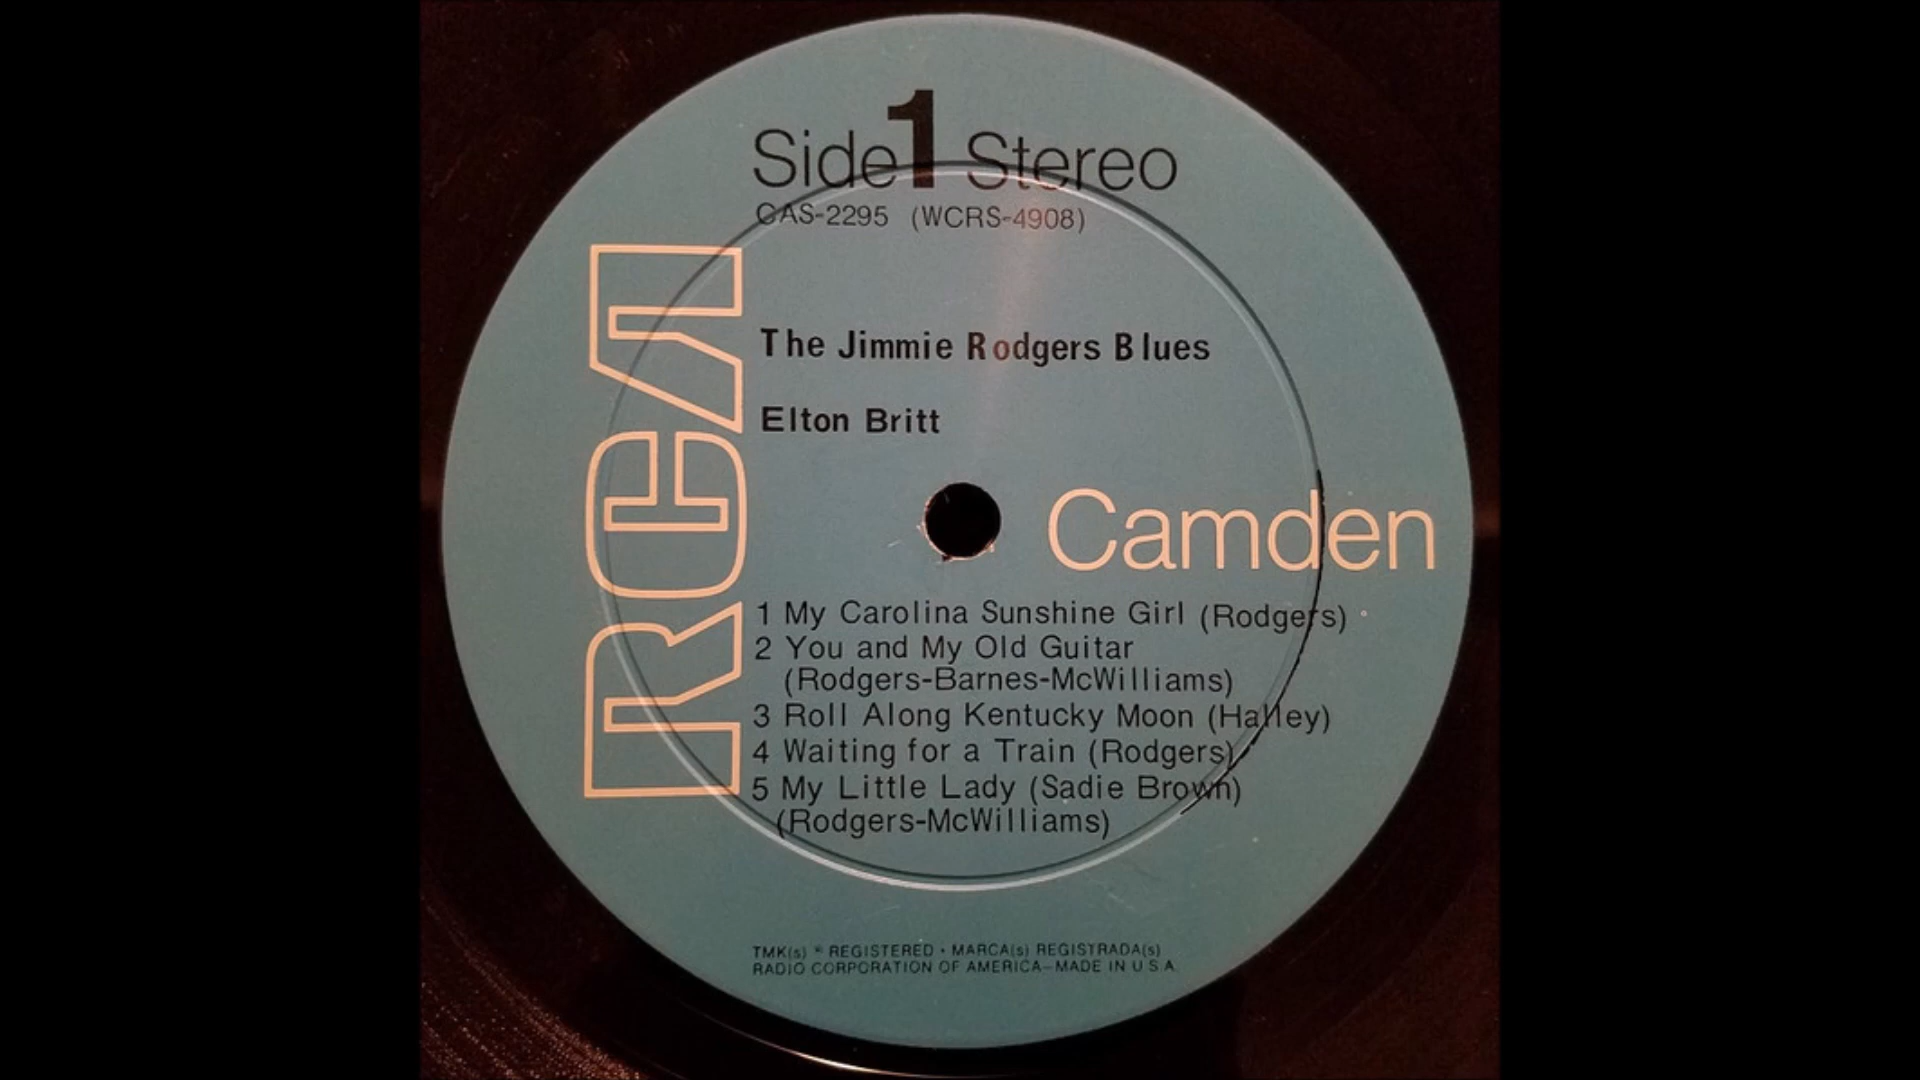 Side 1 Stereo
CAS-2295 (WCRS-4908)
RCA
The Jimmie Rodgers Blues
Elton Britt
Camden
1 My Carolina Sunshine Girl (Rodgers)
2 You and My Old Guitar
(Rodgers-Barnes-McWilliams)
3 Roll Along Kentucky Moon (Halley)
4 Waiting for a Train (Rodgers)
5 My Little Lady (Sadie Brown)
(Rodgers-McWilliams)
TMK(s) ® REGISTERED • MARCA(s) REGISTRADA(s)
RADIO CORPORATION OF AMERICA—MADE IN U.S.A.